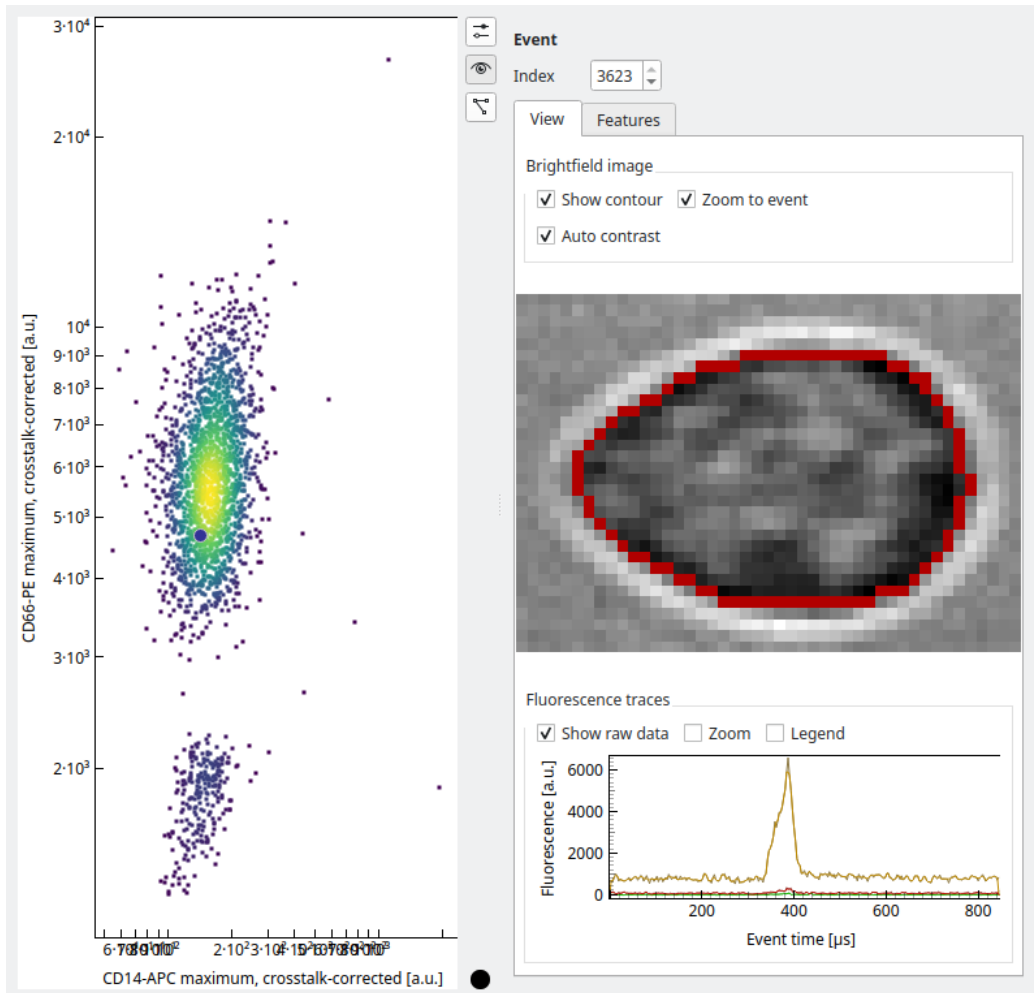 3·10⁴
2·10⁴
10⁴
9·10³
8·10³
7·10³
6·10³
5·10³
4·10³
3·10³
2·10³
CD66-PE maximum, crosstalk-corrected [a.u.]
2·10² 3·10²
CD14-APC maximum, crosstalk-corrected [a.u.]
Event
Index 3623
View Features
Brightfield image
Show contour Zoom to event
Auto contrast
Fluorescence traces
Show raw data Zoom Legend
Fluorescence [a.u.]
6000
4000
2000
0
200 400 600 800
Event time [µs]